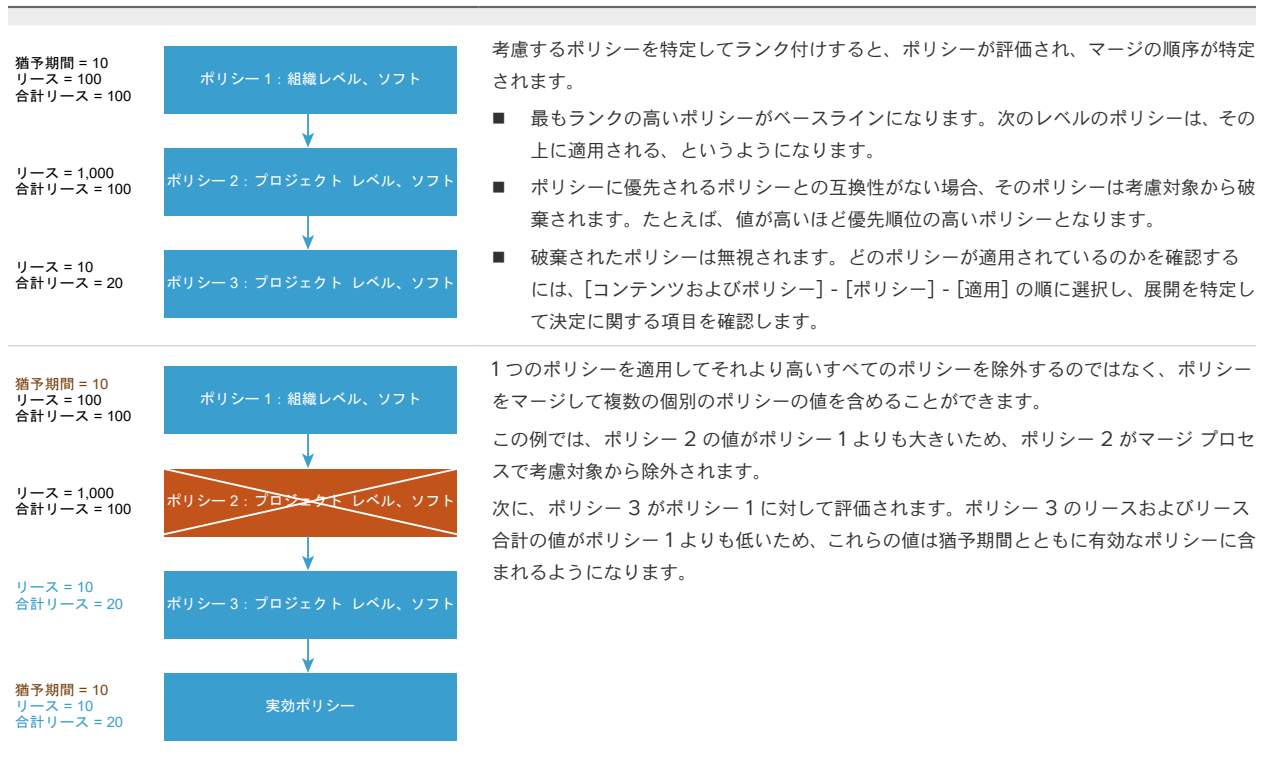 猶予期間 = 10
リース = 100
合計リース = 100
ポリシー 1 : 組織レベル、ソフト
リース = 1,000
合計リース = 100
ポリシー 2 : プロジェクト レベル、ソフト
リース = 10
合計リース = 20
ポリシー 3 : プロジェクト レベル、ソフト
考慮するポリシーを特定してランク付けすると、ポリシーが評価され、マージの順序が特定
されます。
■ 最もランクの高いポリシーがベースラインになります。次のレベルのポリシーは、その
上に適用される、というようになります。
■ ポリシーに優先されるポリシーとの互換性がない場合、そのポリシーは考慮対象から破
棄されます。たとえば、値が高いほど優先順位の高いポリシーとなります。
■ 破棄されたポリシーは無視されます。どのポリシーが適用されているのかを確認する
には、[コンテンツおよびポリシー] - [ポリシー] - [適用] の順に選択し、展開を特定し
て決定に関する項目を確認します。
猶予期間 = 10
リース = 100
合計リース = 100
ポリシー 1 : 組織レベル、ソフト
リース = 1,000
合計リース = 100
ポリシー 2 : プロジェクト レベル、ソフト
リース = 10
合計リース = 20
ポリシー 3 : プロジェクト レベル、ソフト
猶予期間 = 10
リース = 10
合計リース = 20
実効ポリシー
1 つのポリシーを適用してそれより高いすべてのポリシーを除外するのではなく、ポリシー
をマージして複数の個別のポリシーの値を含めることができます。
この例では、ポリシー 2 の値がポリシー 1 よりも大きいため、ポリシー 2 がマージ プロセ
スで考慮対象から除外されます。
次に、ポリシー 3 がポリシー 1 に対して評価されます。ポリシー 3 のリースおよびリース
合計の値がポリシー 1 よりも低いため、これらの値は猶予期間とともに有効なポリシーに含
まれるようになります。